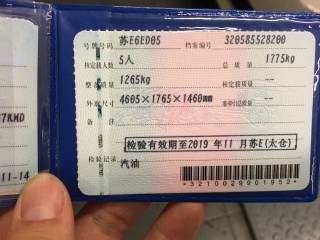 号牌号码 苏E6ED05 档案编号 320585528200
核定载人数 5人 总质量 1775kg
整备质量 1265kg 核定载质量 --
外廓尺寸 4605×1765×1460mm 准牵引总质量 --
备注
检验有效期至2019 年11 月苏E(太仓)
检验记录 汽油
*3210029901952*
7KMD
11-14